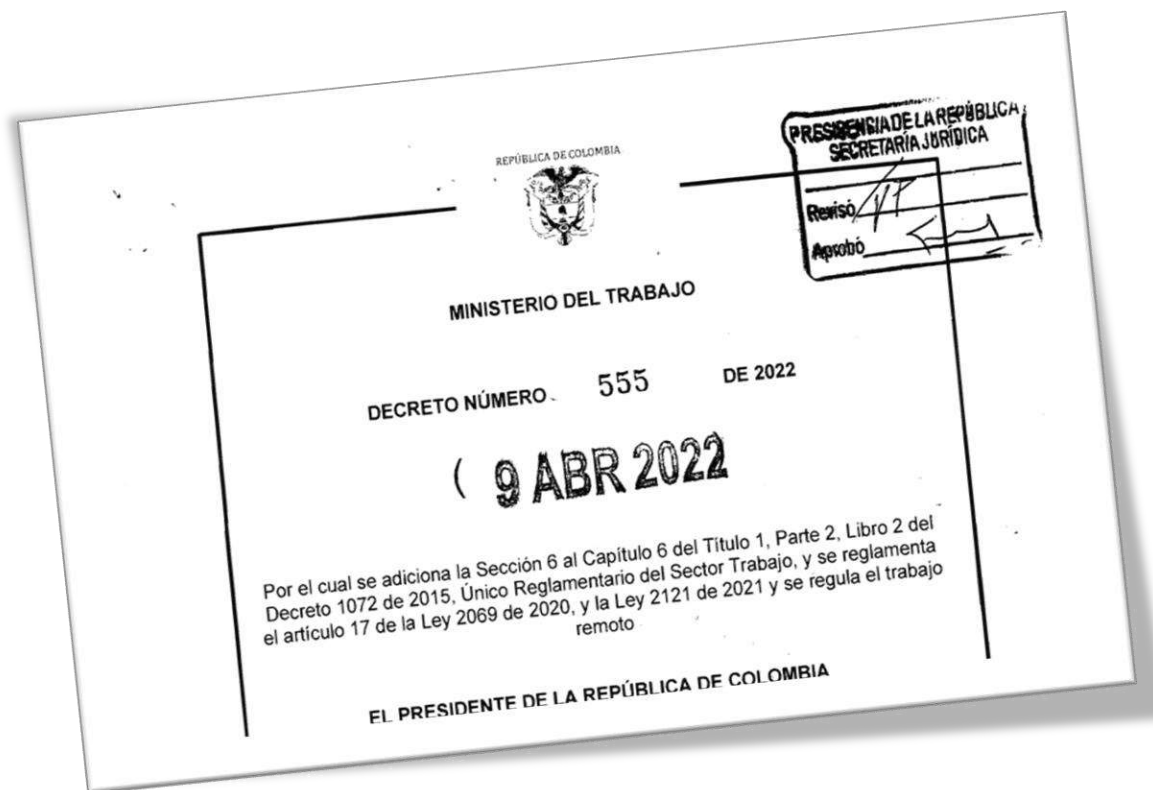 REPÚBLICA DE COLOMBIA
PRESIDENCIA DE LA REPÚBLICA
SECRETARÍA JURÍDICA
Revisó
Aprobó
MINISTERIO DEL TRABAJO
DECRETO NÚMERO 555 DE 2022
( 9 ABR 2022
Por el cual se adiciona la Sección 6 al Capítulo 6 del Título 1, Parte 2, Libro 2 del
Decreto 1072 de 2015, Único Reglamentario del Sector Trabajo, y se reglamenta
el artículo 17 de la Ley 2069 de 2020, y la Ley 2121 de 2021 y se regula el trabajo
remoto
EL PRESIDENTE DE LA REPÚBLICA DE COLOMBIA